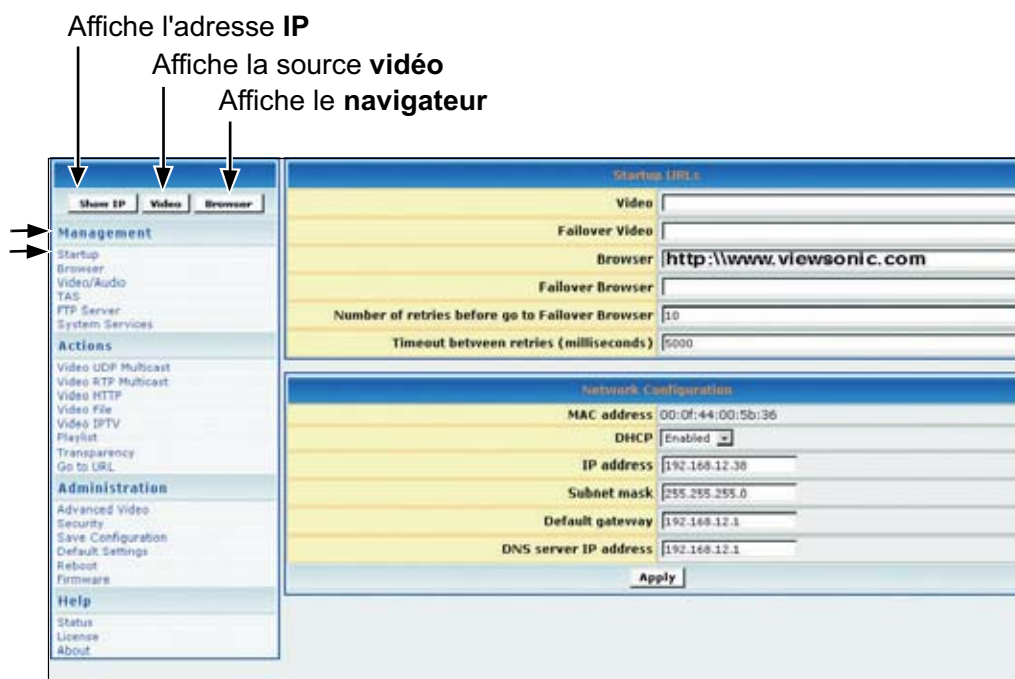 Affiche l'adresse IP
Affiche la source vidéo
Affiche le navigateur
Show IP Video Browser
Management
Startup
Browser
Video/Audio
TAS
FTP Server
System Services
Actions
Video UDP Multicast
Video RTP Multicast
Video HTTP
Video File
Video IPTV
Playlist
Transparency
Go to URL
Administration
Advanced Video
Security
Save Configuration
Default Settings
Reboot
Firmware
Help
Status
License
About
Startup URLs
Video
Failover Video
Browser http:\\www.viewsonic.com
Failover Browser
Number of retries before go to Failover Browser 10
Timeout between retries (milliseconds) 5000
Network Configuration
MAC address 00:0f:44:00:5b:36
DHCP Enabled
IP address 192.168.12.38
Subnet mask 255.255.255.0
Default gateway 192.168.12.1
DNS server IP address 192.168.12.1
Apply